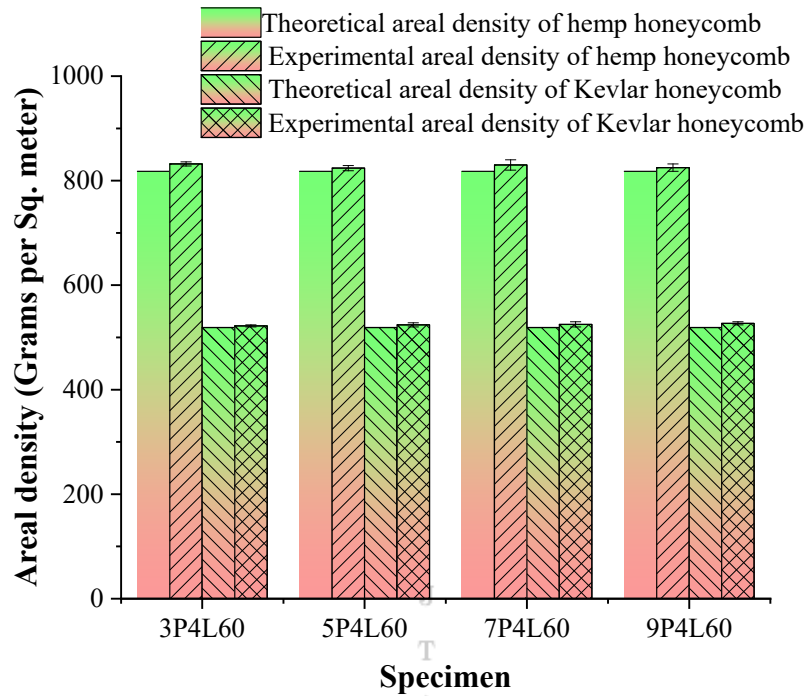 Theoretical areal density of hemp honeycomb
Experimental areal density of hemp honeycomb
Theoretical areal density of Kevlar honeycomb
Experimental areal density of Kevlar honeycomb
Areal density (Grams per Sq. meter)
1000
800
600
400
200
0
3P4L60
5P4L60
7P4L60
9P4L60
T
Specimen